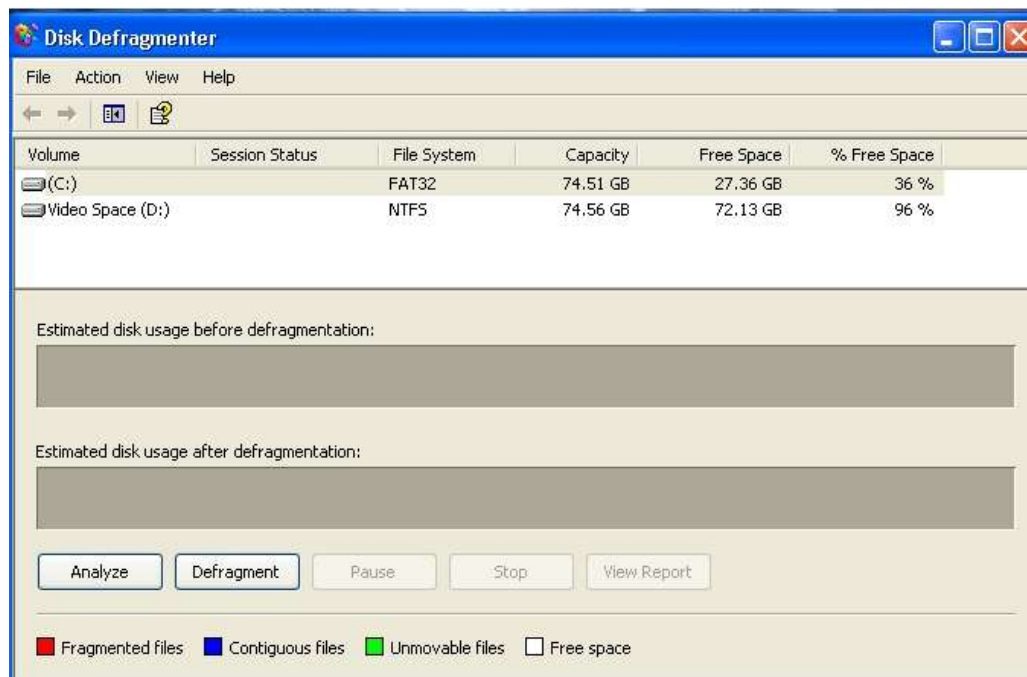 Disk Defragmenter
File Action View Help
Volume Session Status File System Capacity Free Space % Free Space
(C:) FAT32 74.51 GB 27.36 GB 36 %
Video Space (D:) NTFS 74.56 GB 72.13 GB 96 %
Estimated disk usage before defragmentation:
Estimated disk usage after defragmentation:
Analyze Defragment Pause Stop View Report
Fragmented files Contiguous files Unmovable files Free space